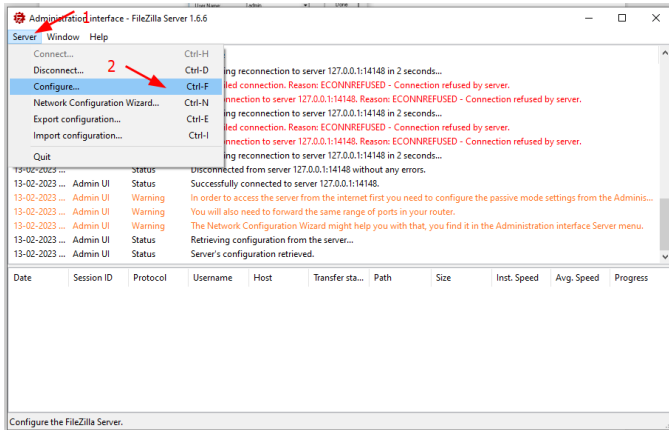 User Name: admin Done
Administration interface - FileZilla Server 1.6.6
1
Server Window Help
Connect... Ctrl-H
Disconnect... Ctrl-D
2
Configure... Ctrl-F
Network Configuration Wizard... Ctrl-N
Export configuration... Ctrl-E
Import configuration... Ctrl-I
Quit
ing reconnection to server 127.0.0.1:14148 in 2 seconds...
led connection. Reason: ECONNREFUSED - Connection refused by server.
nnection to server 127.0.0.1:14148. Reason: ECONNREFUSED - Connection refused by server.
ing reconnection to server 127.0.0.1:14148 in 2 seconds...
led connection. Reason: ECONNREFUSED - Connection refused by server.
nnection to server 127.0.0.1:14148. Reason: ECONNREFUSED - Connection refused by server.
ing reconnection to server 127.0.0.1:14148 in 2 seconds...
13-02-2023 ... Status Disconnected from server 127.0.0.1:14148 without any errors.
13-02-2023 ... Admin UI Status Successfully connected to server 127.0.0.1:14148.
13-02-2023 ... Admin UI Warning In order to access the server from the internet first you need to configure the passive mode settings from the Adminis...
13-02-2023 ... Admin UI Warning You will also need to forward the same range of ports in your router.
13-02-2023 ... Admin UI Warning The Network Configuration Wizard might help you with that, you find it in the Administration interface Server menu.
13-02-2023 ... Admin UI Status Retrieving configuration from the server...
13-02-2023 ... Admin UI Status Server's configuration retrieved.
Date Session ID Protocol Username Host Transfer sta... Path Size Inst. Speed Avg. Speed Progress
Configure the FileZilla Server.